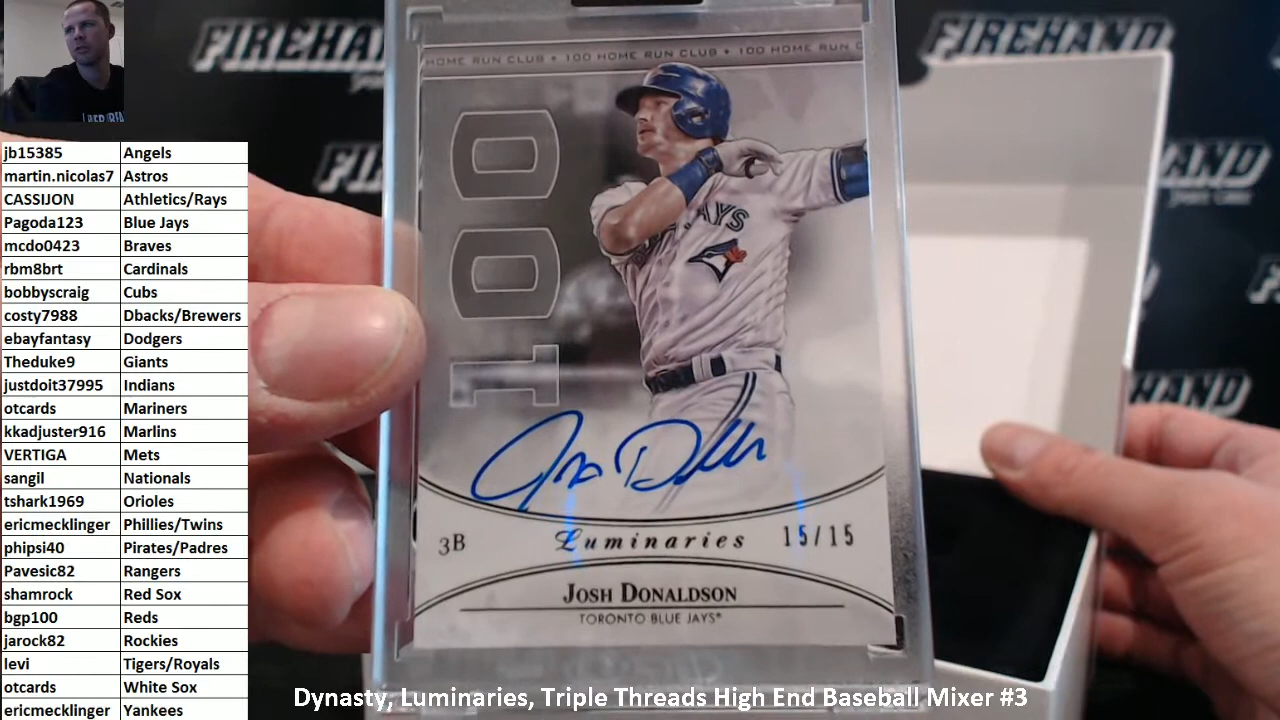 FIREHAND
FIREHAND
HOME RUN CLUB • 100 HOME RUN CLUB • 100 HOME RUN C
100
JAYS
jb15385 Angels
martin.nicolas7 Astros
CASSIJON Athletics/Rays
Pagoda123 Blue Jays
mcdo0423 Braves
rbm8brt Cardinals
bobbyscraig Cubs
costy7988 Dbacks/Brewers
ebayfantasy Dodgers
Theduke9 Giants
justdoit37995 Indians
otcards Mariners
kkadjuster916 Marlins
VERTIGA Mets
sangil Nationals
tshark1969 Orioles
ericmecklinger Phillies/Twins
phipsi40 Pirates/Padres
Pavesic82 Rangers
shamrock Red Sox
bgp100 Reds
jarock82 Rockies
levi Tigers/Royals
otcards White Sox
ericmecklinger Yankees
3B Luminaries 15/15
JOSH DONALDSON
TORONTO BLUE JAYS®
FIREHAND
Dynasty, Luminaries, Triple Threads High End Baseball Mixer #3